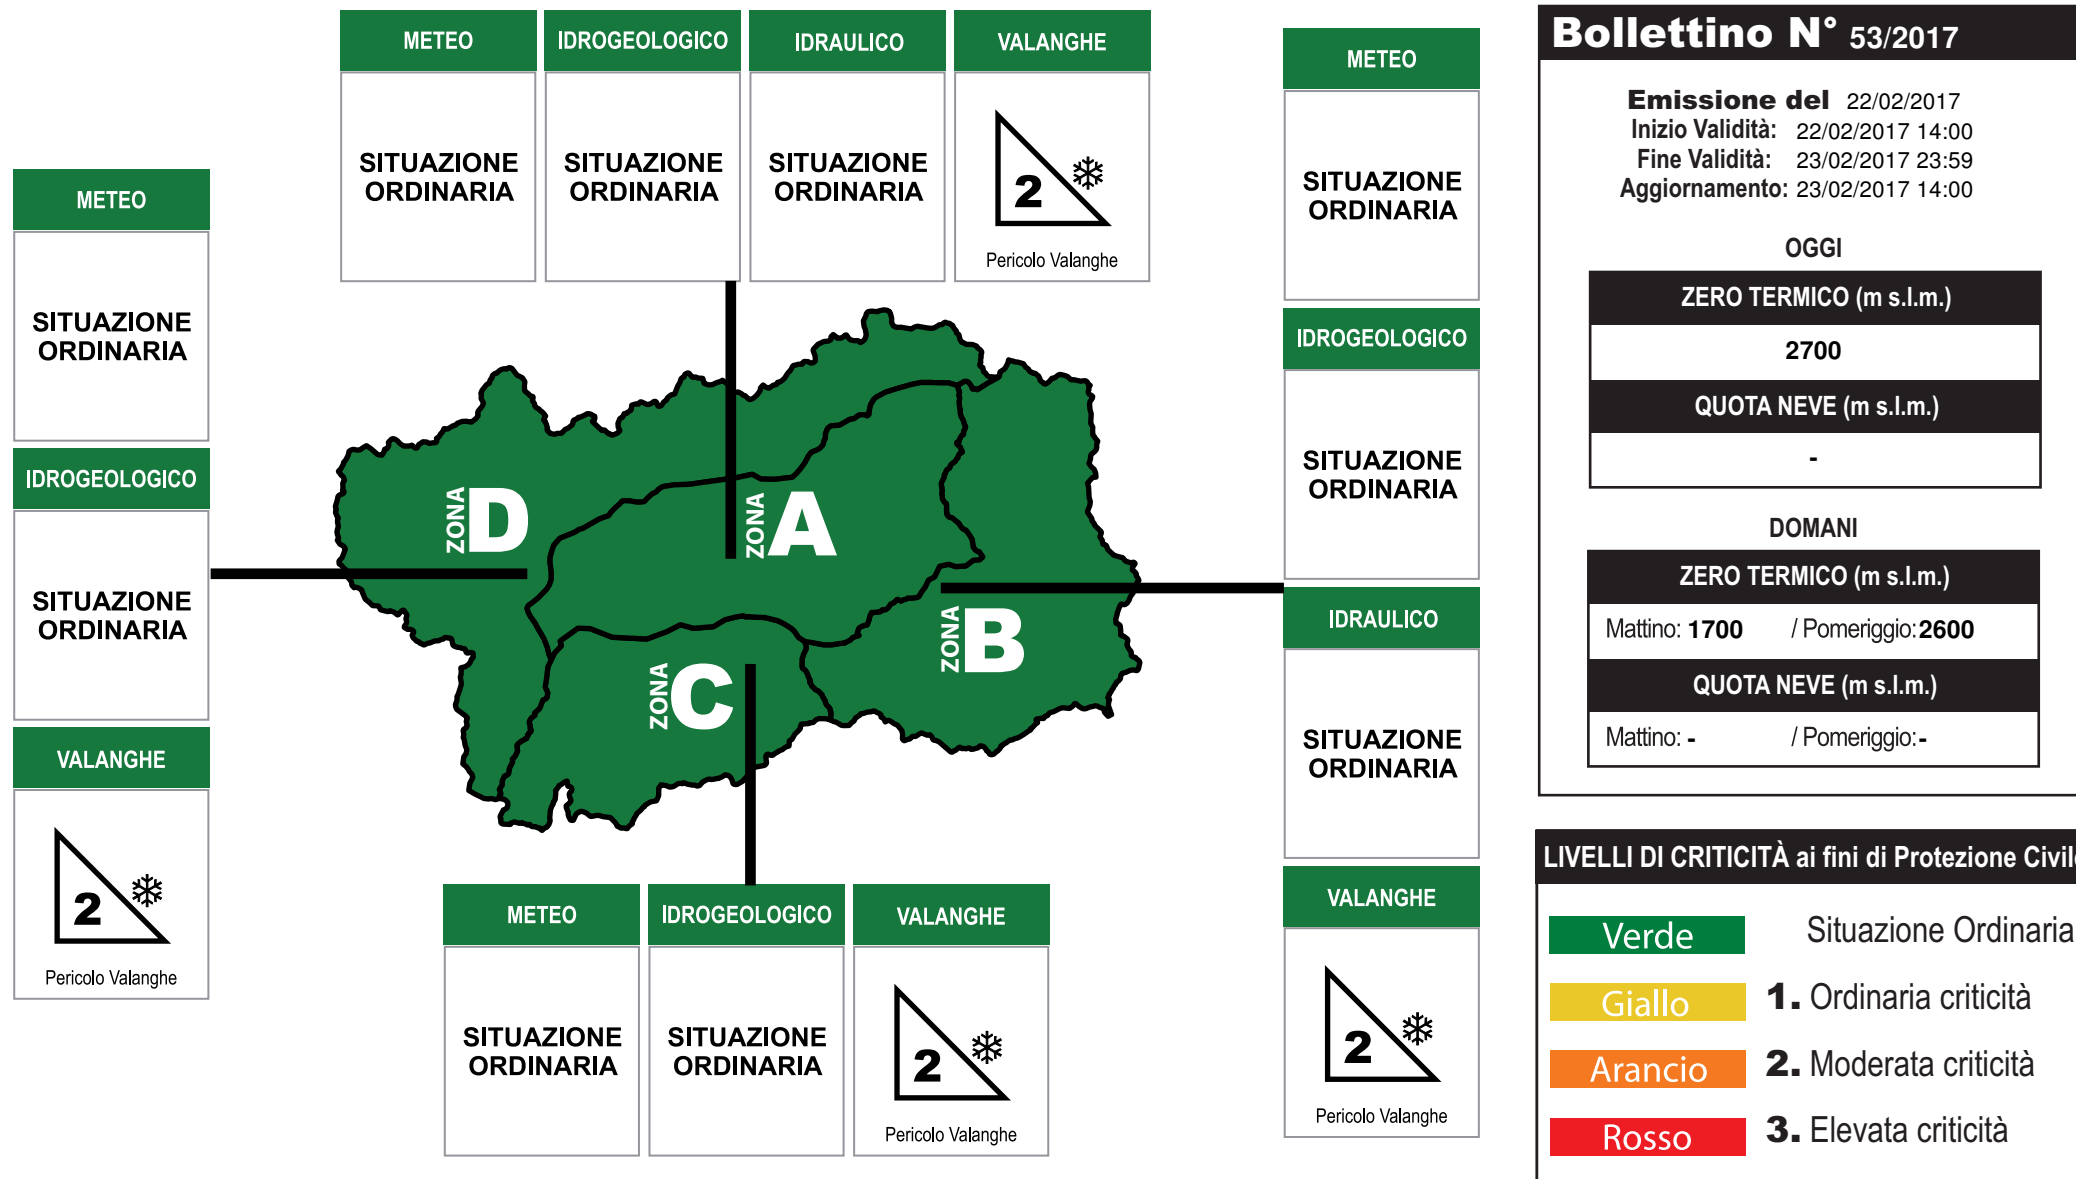 METEO
IDROGEOLOGICO
IDRAULICO
VALANGHE
SITUAZIONE
ORDINARIA
SITUAZIONE
ORDINARIA
SITUAZIONE
ORDINARIA
2
Pericolo Valanghe
METEO
SITUAZIONE
ORDINARIA
IDROGEOLOGICO
SITUAZIONE
ORDINARIA
VALANGHE
2
Pericolo Valanghe
ZONA D
ZONA A
ZONA B
ZONA C
METEO
IDROGEOLOGICO
VALANGHE
SITUAZIONE
ORDINARIA
SITUAZIONE
ORDINARIA
2
Pericolo Valanghe
METEO
SITUAZIONE
ORDINARIA
IDROGEOLOGICO
SITUAZIONE
ORDINARIA
IDRAULICO
SITUAZIONE
ORDINARIA
VALANGHE
2
Pericolo Valanghe
Bollettino N° 53/2017
Emissione del 22/02/2017
Inizio Validità: 22/02/2017 14:00
Fine Validità: 23/02/2017 23:59
Aggiornamento: 23/02/2017 14:00
OGGI
ZERO TERMICO (m s.l.m.)
2700
QUOTA NEVE (m s.l.m.)
-
DOMANI
ZERO TERMICO (m s.l.m.)
Mattino: 1700 / Pomeriggio: 2600
QUOTA NEVE (m s.l.m.)
Mattino: - / Pomeriggio: -
LIVELLI DI CRITICITÀ ai fini di Protezione Civile
Verde Situazione Ordinaria
Giallo 1. Ordinaria criticità
Arancio 2. Moderata criticità
Rosso 3. Elevata criticità